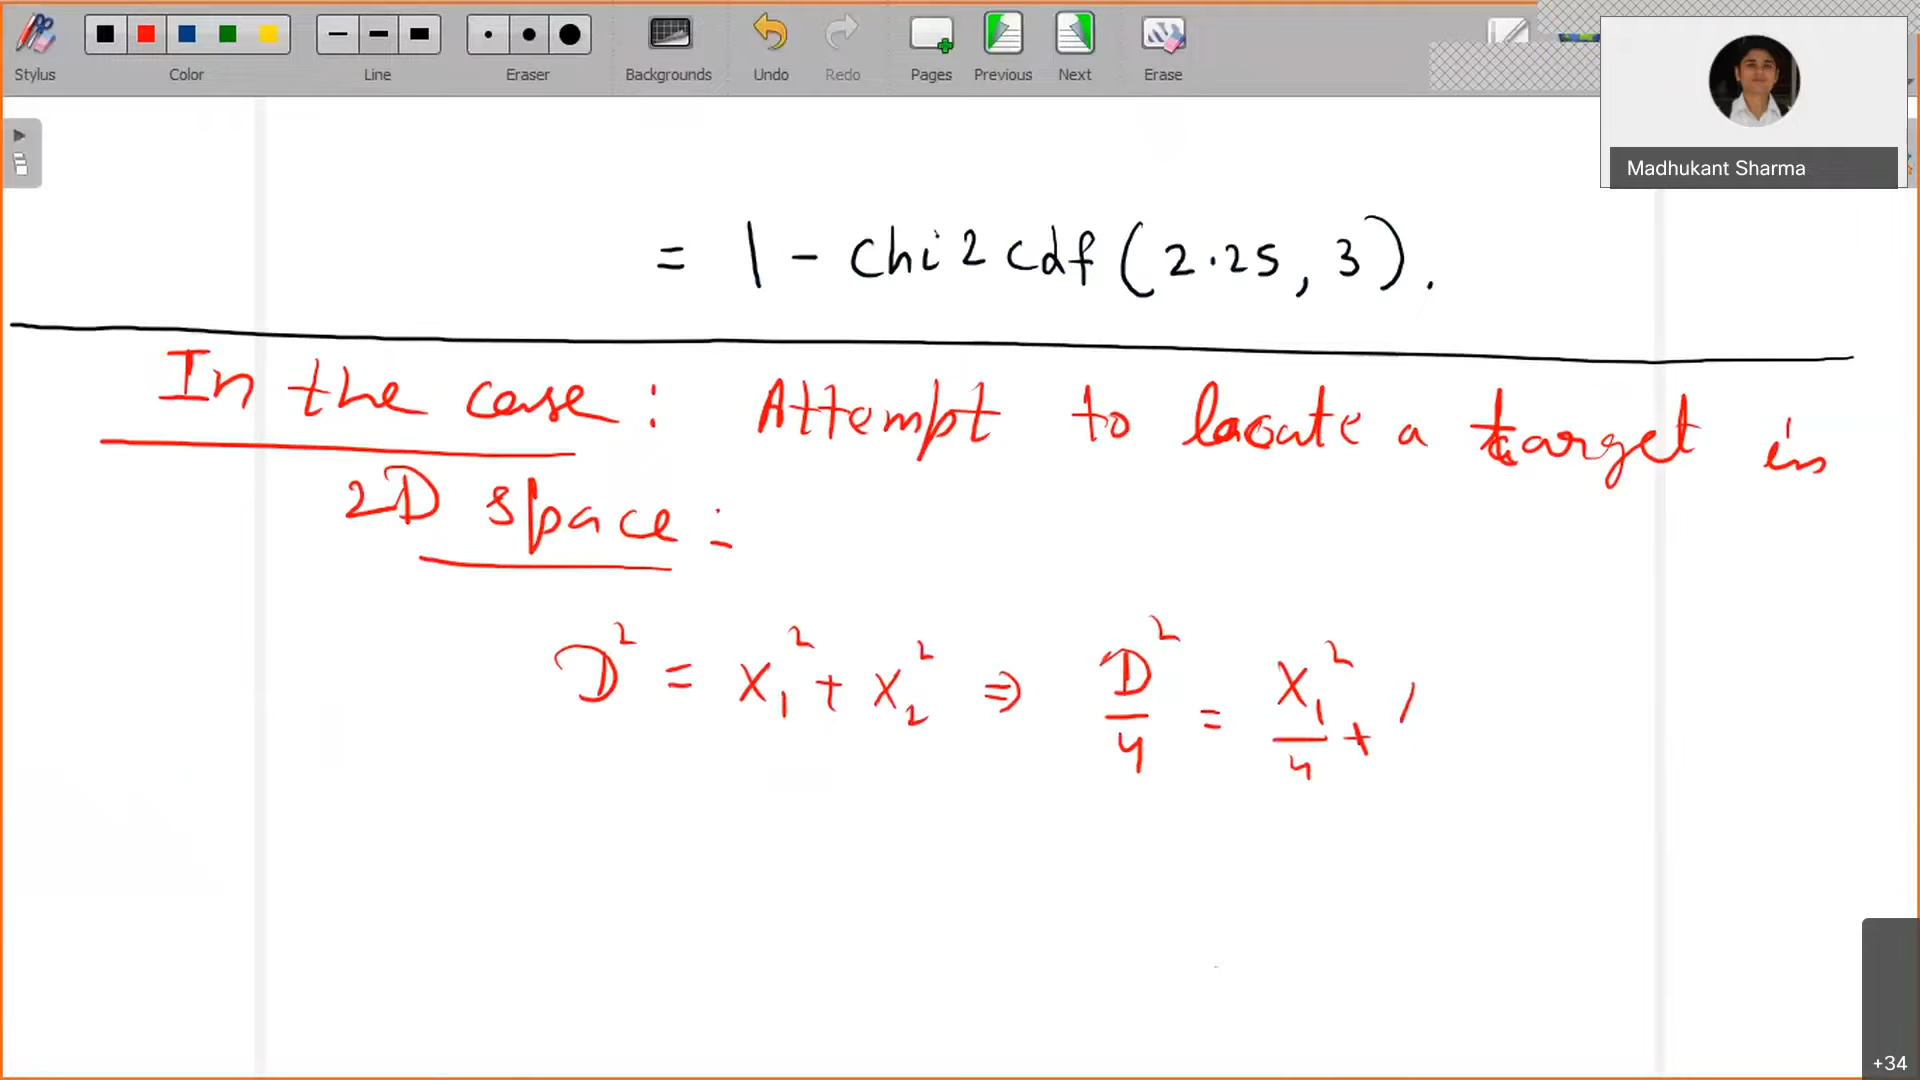 Stylus Color Line Eraser Backgrounds Undo Redo Pages Previous Next Erase
Madhukant Sharma
= 1 - Chi2cdf(2.25, 3).
In the case: Attempt to locate a target in
2D space:-
D² = X₁² + X₂² ⇒ D²/4 = X₁²/4 +
+34